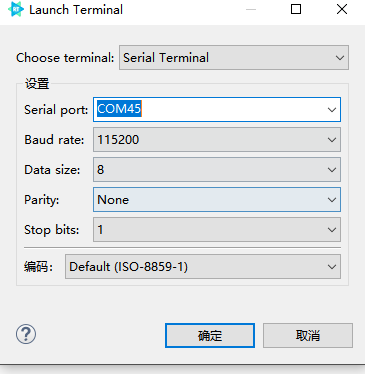 Launch Terminal
Choose terminal: Serial Terminal
设置
Serial port: COM45
Baud rate: 115200
Data size: 8
Parity: None
Stop bits: 1
编码: Default (ISO-8859-1)
确定 取消